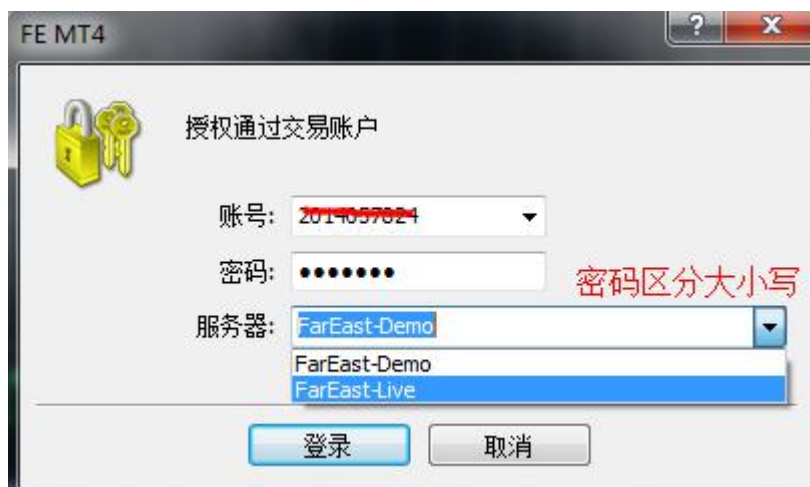 FE MT4
授权通过交易账户
账号:
密码: ●●●●●●●
密码区分大小写
服务器: FarEast-Demo
FarEast-Demo
FarEast-Live
登录 取消